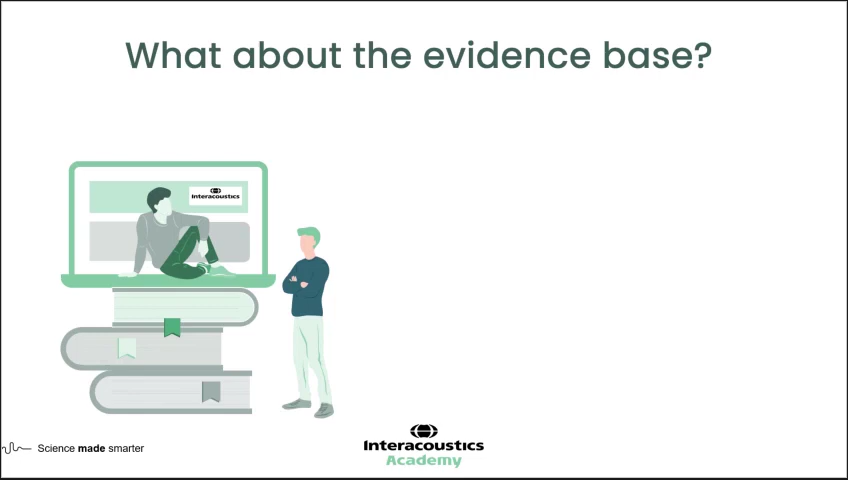 What about the evidence base?
Interacoustics
Science made smarter
Interacoustics
Academy